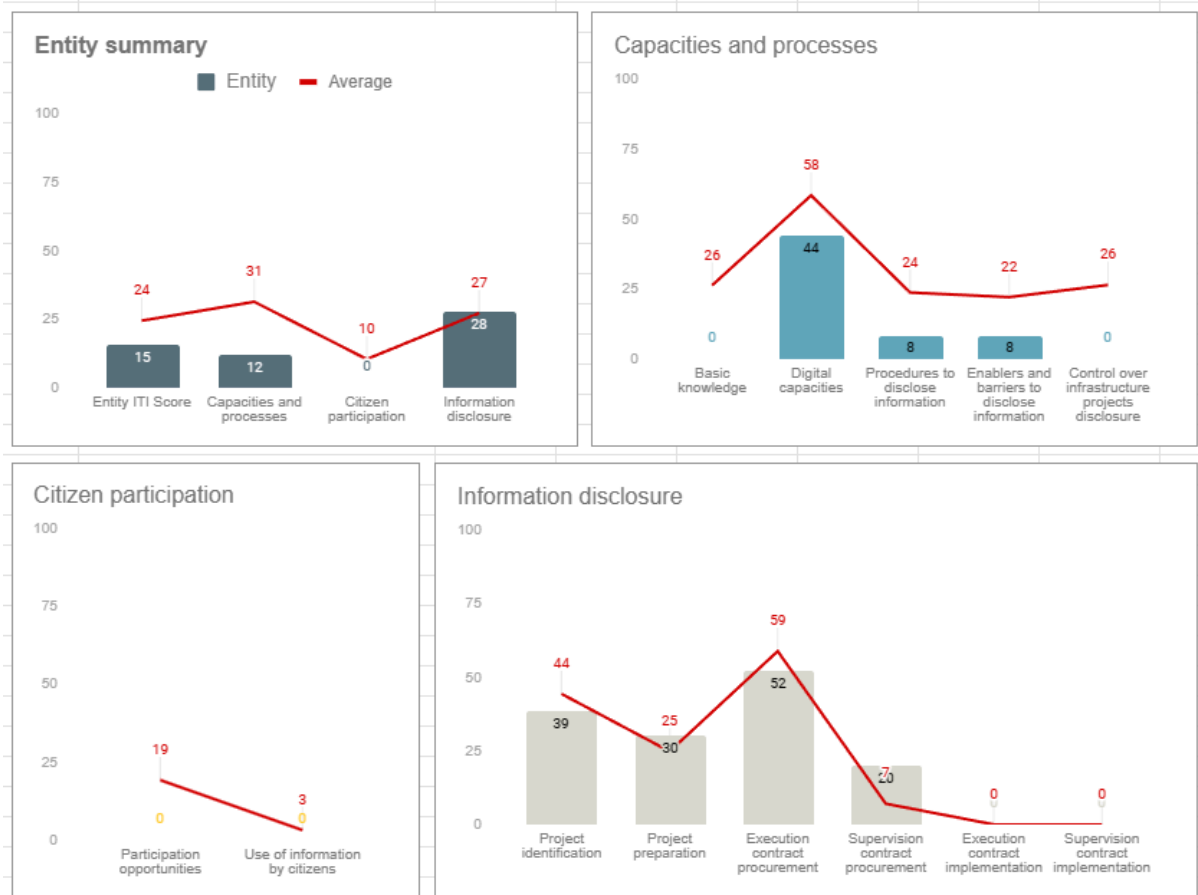 Entity summary
Entity
Average
100
75
50
25
0
24
31
10
27
15
12
0
28
Entity ITI Score
Capacities and
processes
Citizen
participation
Information
disclosure
Capacities and processes
100
75
50
25
0
26
58
24
22
26
0
44
8
8
0
Basic
knowledge
Digital
capacities
Procedures to
disclose
information
Enablers and
barriers to
disclose
information
Control over
infrastructure
projects
disclosure
Citizen participation
100
75
50
25
0
19
3
0
0
Participation
opportunities
Use of information
by citizens
Information disclosure
100
75
50
25
0
44
25
59
7
0
0
39
30
52
20
0
0
Project
identification
Project
preparation
Execution
contract
procurement
Supervision
contract
procurement
Execution
contract
implementation
Supervision
contract
implementation